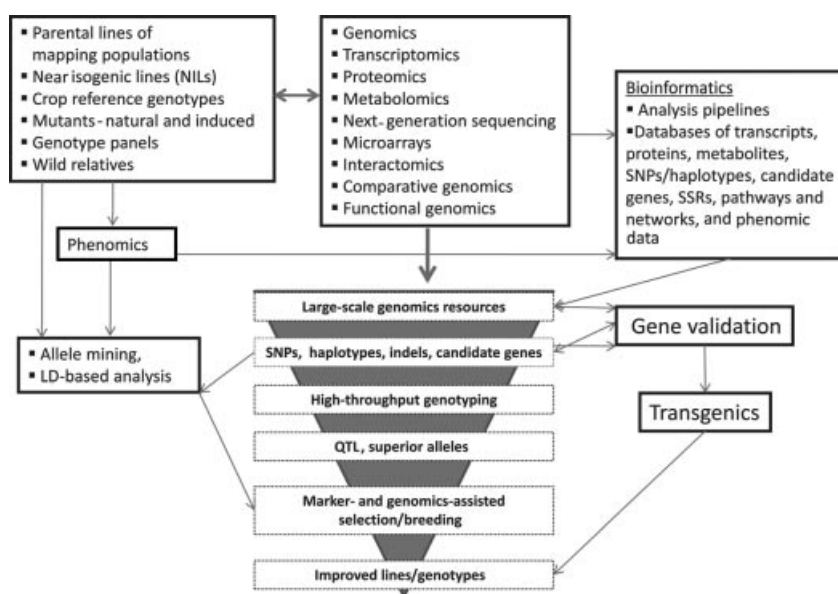 ▪ Parental lines of
mapping populations
▪ Near isogenic lines (NILs)
▪ Crop reference genotypes
▪ Mutants - natural and induced
▪ Genotype panels
▪ Wild relatives
▪ Genomics
▪ Transcriptomics
▪ Proteomics
▪ Metabolomics
▪ Next-generation sequencing
▪ Microarrays
▪ Interactomics
▪ Comparative genomics
▪ Functional genomics
Bioinformatics
▪ Analysis pipelines
▪Databases of transcripts,
proteins, metabolites,
SNPs/haplotypes, candidate
genes, SSRs, pathways and
networks, and phenomic
data
Phenomics
Large-scale genomics resources
Gene validation
▪ Allele mining,
▪ LD-based analysis
SNPs, haplotypes, indels, candidate genes
High-throughput genotyping
Transgenics
QTL, superior alleles
Marker- and genomics-assisted
selection/breeding
Improved lines/genotypes